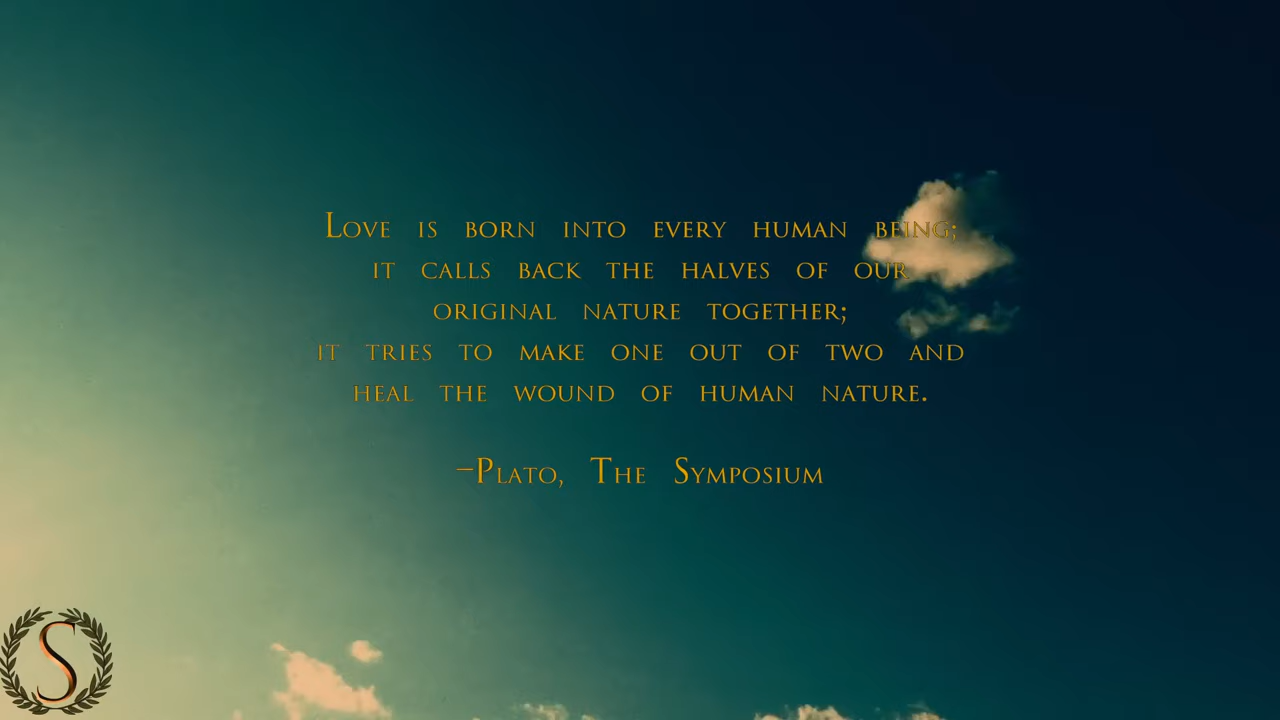 Love is born into every human being;
it calls back the halves of our
original nature together;
it tries to make one out of two and
heal the wound of human nature.
–Plato, The Symposium
S